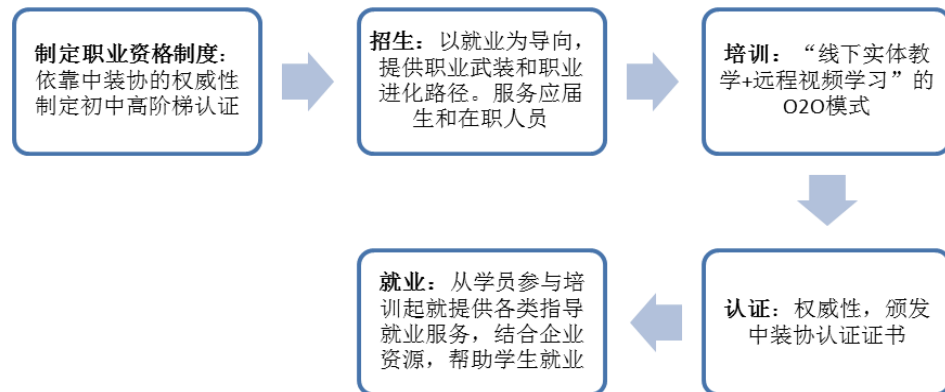 制定职业资格制度：
依靠中装协的权威性
制定初中高阶梯认证
招生：以就业为导向，
提供职业武装和职业
进化路径。服务应届
生和在职人员
培训：“线下实体教
学+远程视频学习”的
O2O模式
认证：权威性，颁发
中装协认证证书
就业：从学员参与培
训起就提供各类指导
就业服务，结合企业
资源，帮助学生就业